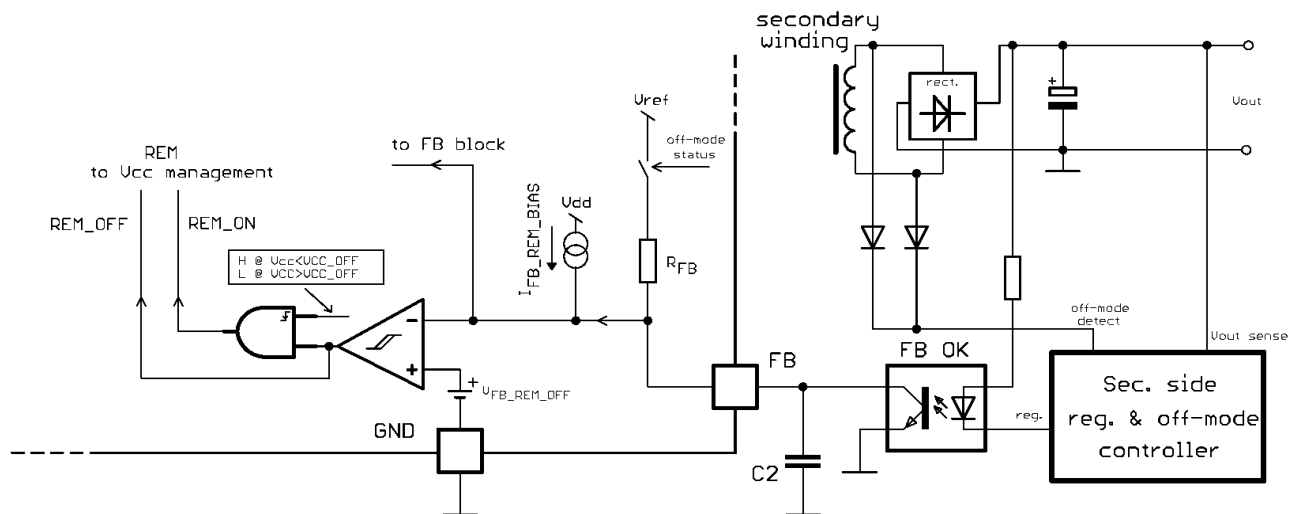 secondary
winding
rect.
+
Vout
Vref
off-mode
status
to FB block
REM
to Vcc management
REM_OFF
REM_ON
IFB_REM_BIAS
Vdd
RFB
H @ Vcc<VCC_OFF
L @ VCC>VCC_OFF
-
+
+
VFB_REM_OFF
GND
FB
C2
FB OK
off-mode
detect
Vout sense
reg.
Sec. side
reg. & off-mode
controller